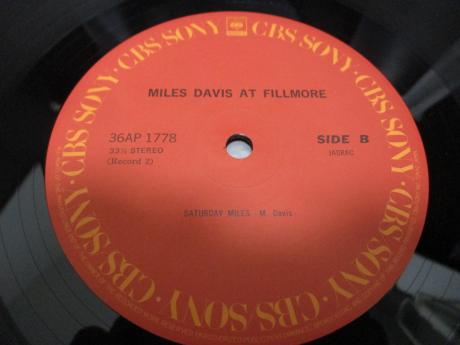 CBS SONY · CBS SONY · CBS SONY · CBS SONY · CBS SONY · CBS SONY
CBS
MILES DAVIS AT FILLMORE
36AP 1778
33⅓ STEREO
(Record 2)
SIDE B
JASRAC
SATURDAY MILES -M. Davis-